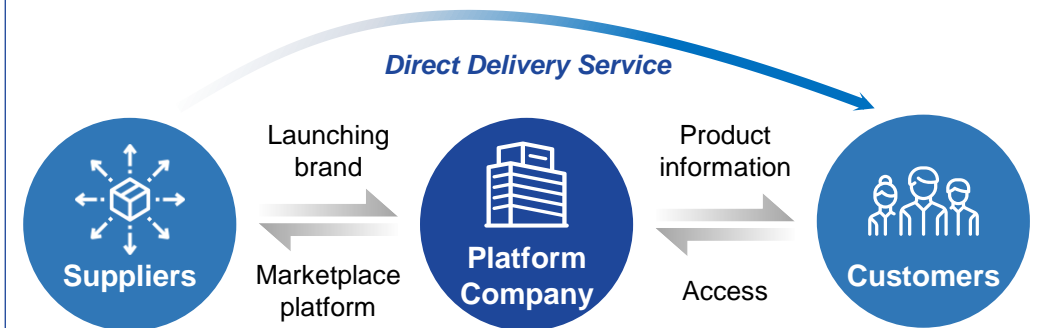 Direct Delivery Service
Launching
brand
Product
information
Suppliers
Platform
Company
Customers
Marketplace
platform
Access